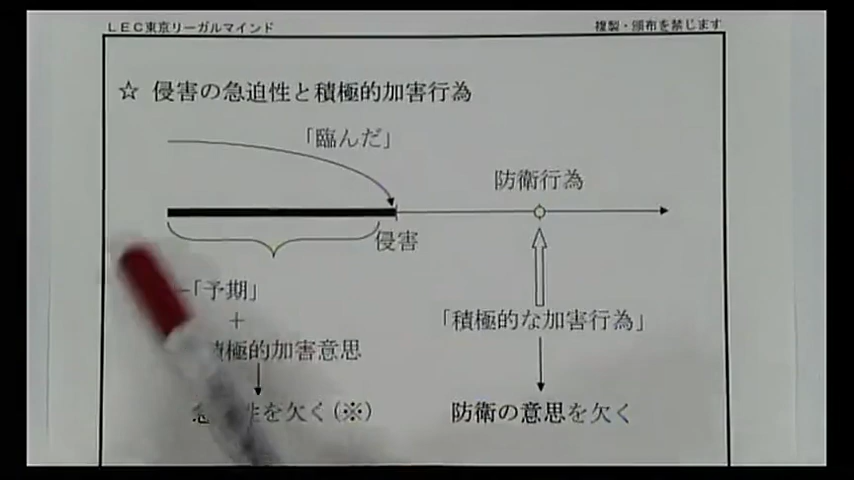 LEC東京リーガルマインド
複製・頒布を禁じます
☆ 侵害の急迫性と積極的加害行為
「臨んだ」
防衛行為
侵害
「予期」
+
極的加害意思
「積極的な加害行為」
性を欠く(※)
防衛の意思を欠く